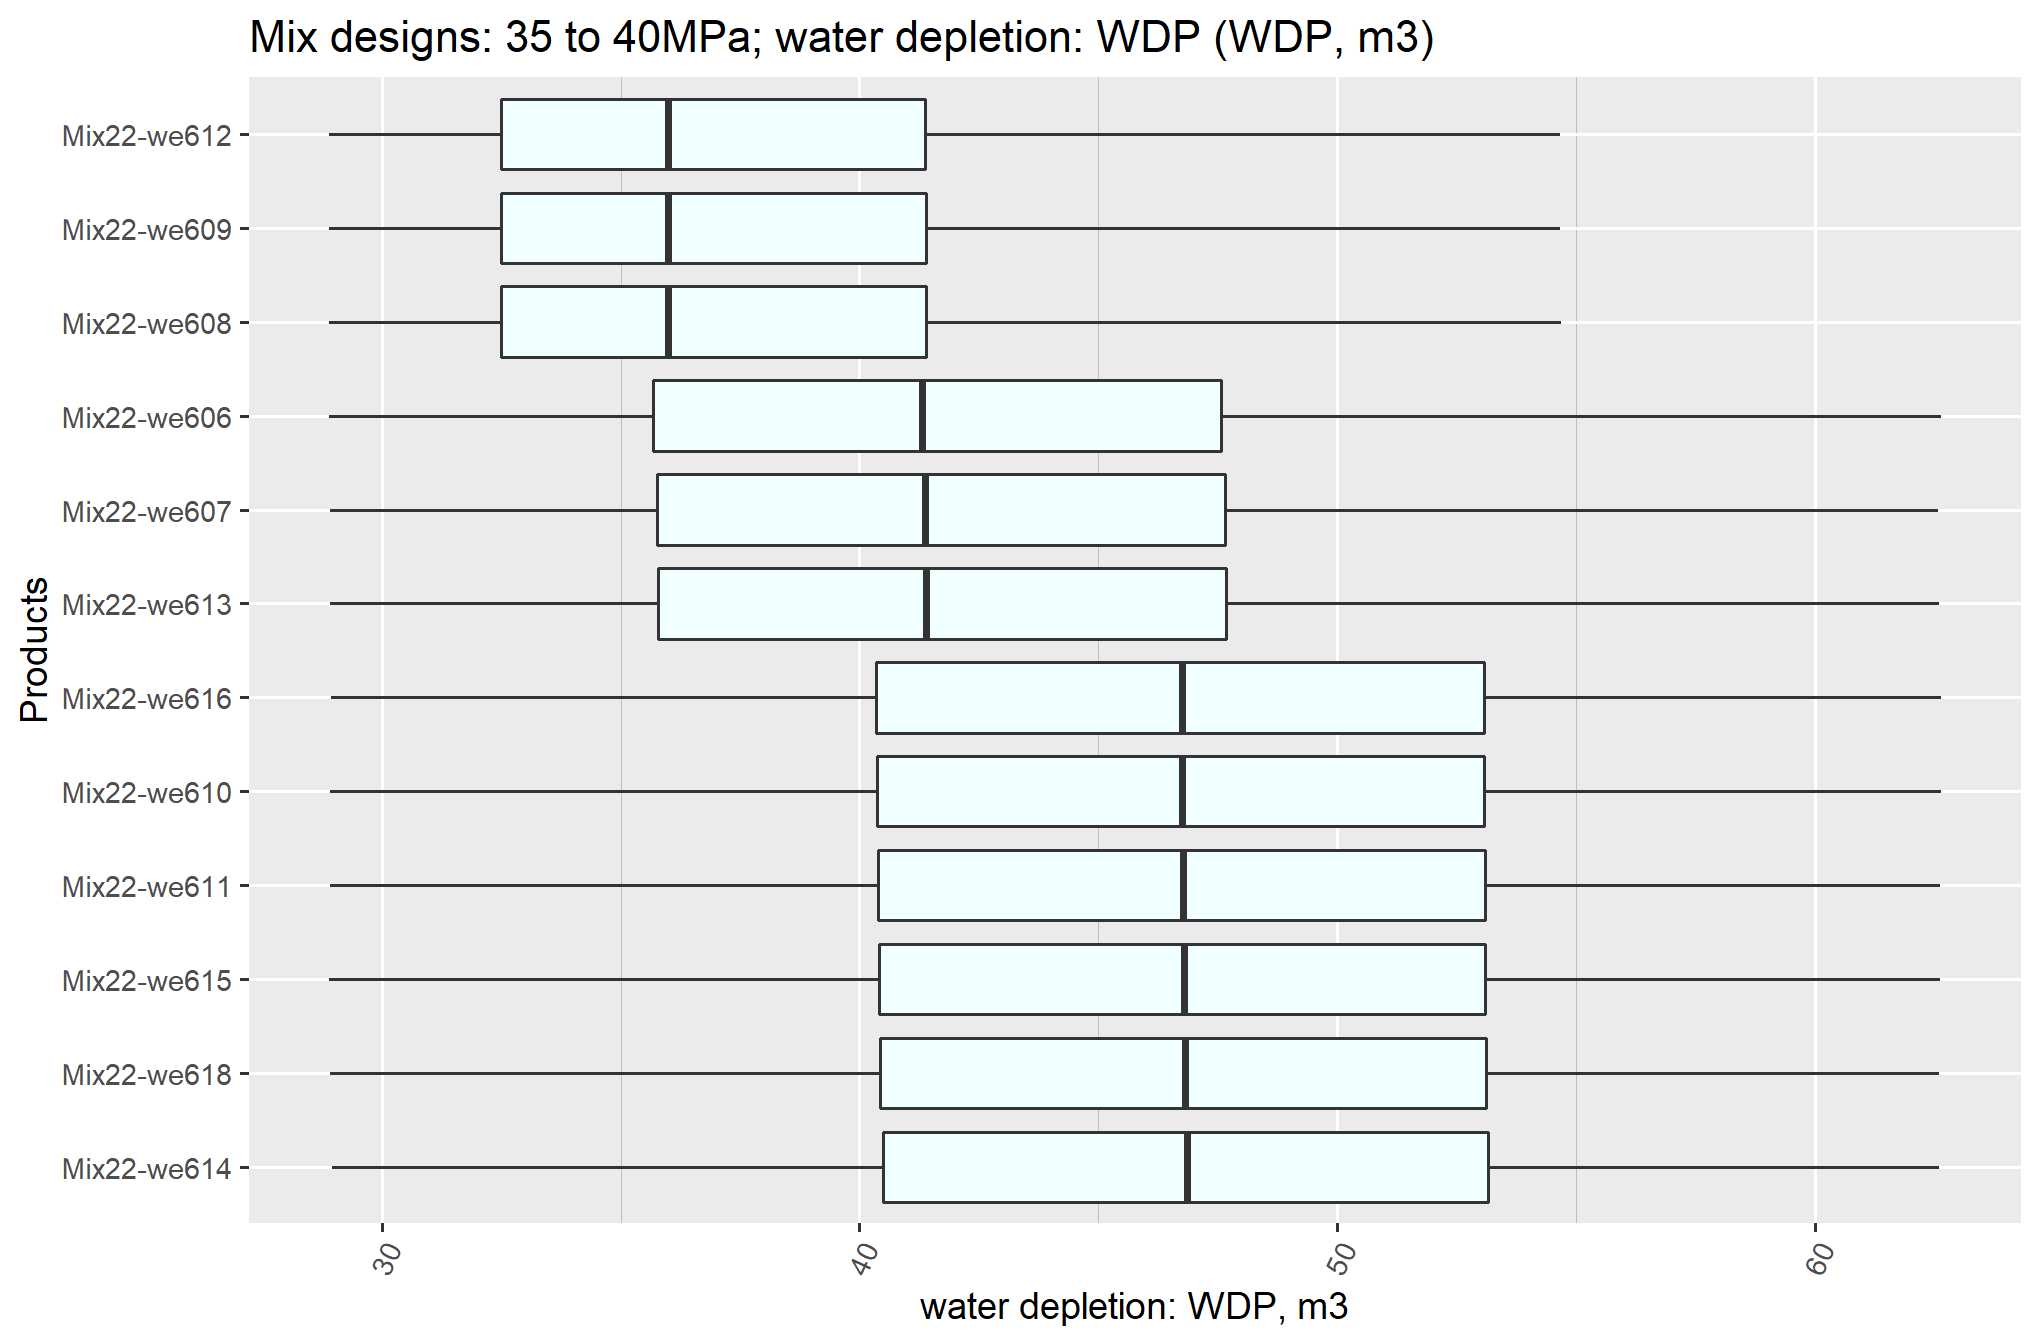 Mix designs: 35 to 40MPa; water depletion: WDP (WDP, m3)
Products
Mix22-we612
Mix22-we609
Mix22-we608
Mix22-we606
Mix22-we607
Mix22-we613
Mix22-we616
Mix22-we610
Mix22-we611
Mix22-we615
Mix22-we618
Mix22-we614
30 40 50 60
water depletion: WDP, m3